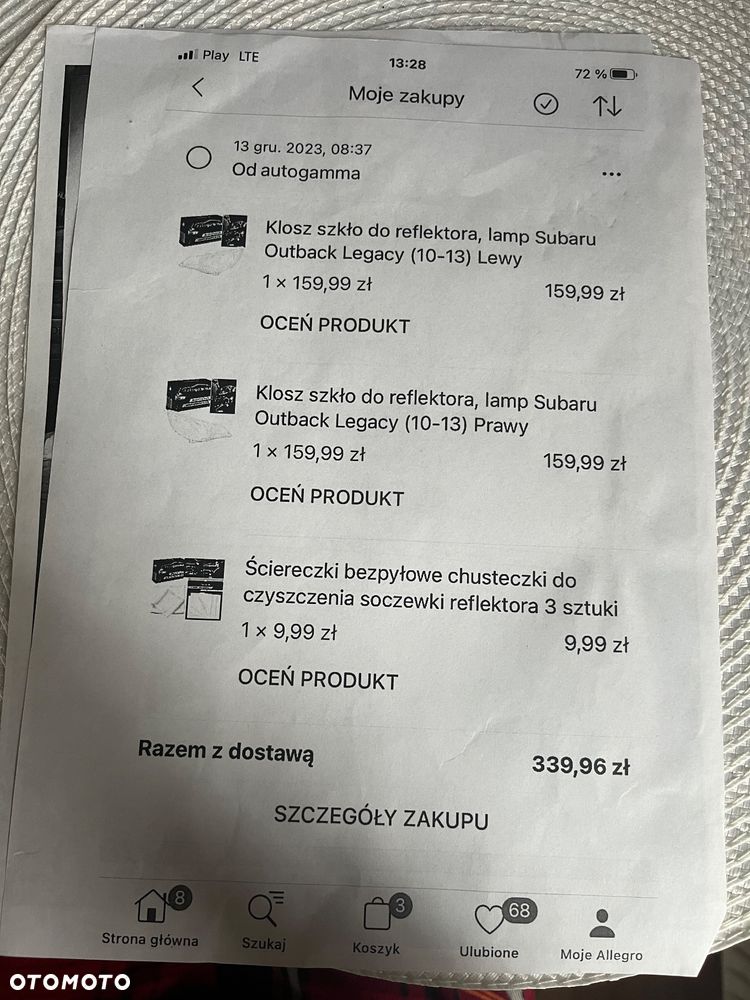 Play LTE
13:28
72 %
Moje zakupy
13 gru. 2023, 08:37
Od autogamma
...
Klosz szkło do reflektora, lamp Subaru
Outback Legacy (10-13) Lewy
1 × 159,99 zł
159,99 zł
OCEŃ PRODUKT
Klosz szkło do reflektora, lamp Subaru
Outback Legacy (10-13) Prawy
1 × 159,99 zł
159,99 zł
OCEŃ PRODUKT
Ściereczki bezpyłowe chusteczki do
czyszczenia soczewki reflektora 3 sztuki
1 × 9,99 zł
9,99 zł
OCEŃ PRODUKT
Razem z dostawą
339,96 zł
SZCZEGÓŁY ZAKUPU
8
3
68
Strona główna
Szukaj
Koszyk
Ulubione
Moje Allegro
OTOMOTO